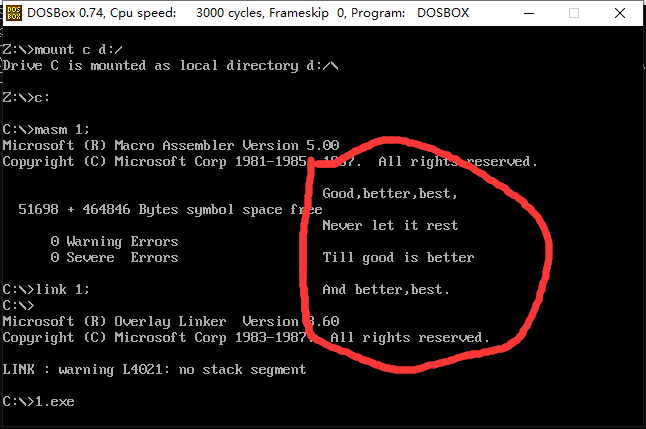 DOSBox 0.74, Cpu speed: 3000 cycles, Frameskip 0, Program: DOSBOX
Z:\>mount c d:/
Drive C is mounted as local directory d:/\
Z:\>c:
C:\>masm 1;
Microsoft (R) Macro Assembler Version 5.00
Copyright (C) Microsoft Corp 1981-1985, 1987. All rights reserved.
Good,better,best,
51698 + 464846 Bytes symbol space free
Never let it rest
0 Warning Errors
0 Severe Errors Till good is better
C:\>link 1; And better,best.
C:\>
Microsoft (R) Overlay Linker Version 3.60
Copyright (C) Microsoft Corp 1983-1987. All rights reserved.
LINK : warning L4021: no stack segment
C:\>1.exe